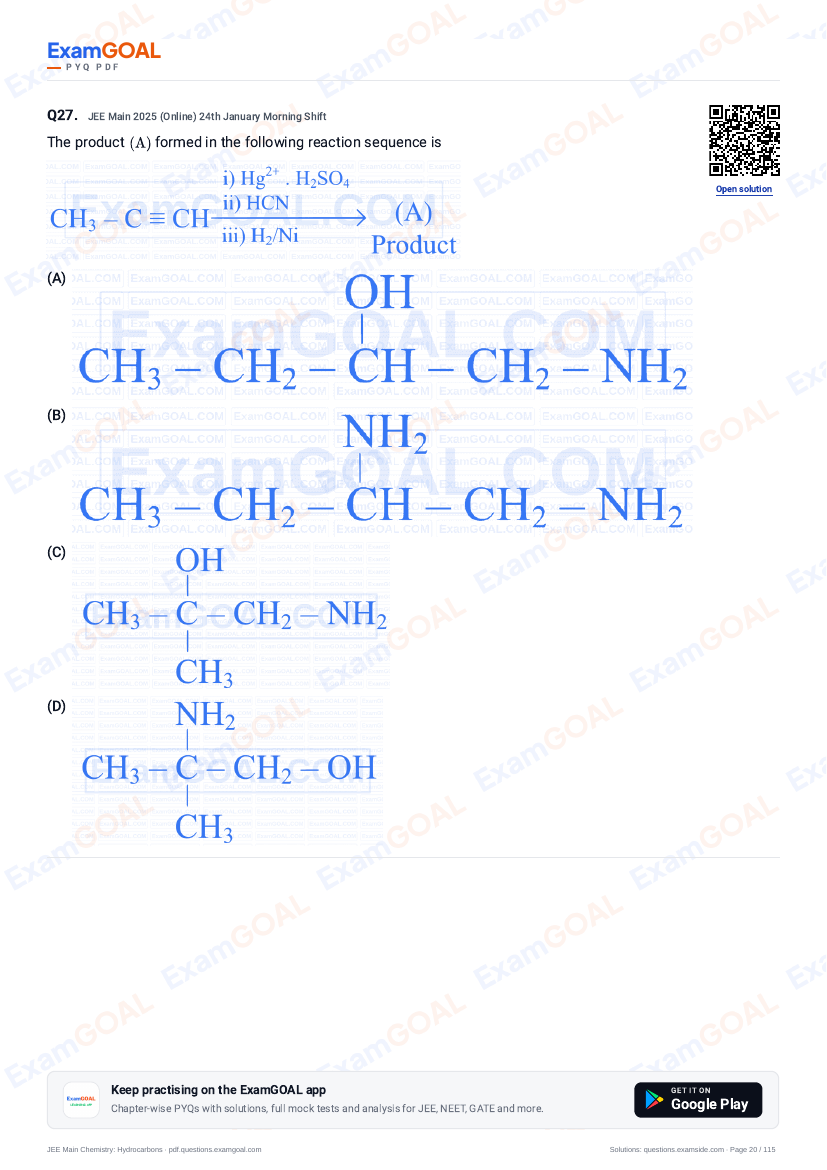 ExamGOAL
PYQ PDF
Q27. JEE Main 2025 (Online) 24th January Morning Shift
The product (A) formed in the following reaction sequence is
Open solution
i) Hg²⁺ . H₂SO₄
ii) HCN
CH₃ – C ≡ CH (A)
iii) H₂/Ni
Product
(A)
OH
CH₃ – CH₂ – CH – CH₂ – NH₂
(B)
NH₂
CH₃ – CH₂ – CH – CH₂ – NH₂
(C)
OH
CH₃ – C – CH₂ – NH₂
CH₃
(D)
NH₂
CH₃ – C – CH₂ – OH
CH₃
Keep practising on the ExamGOAL app
Chapter-wise PYQs with solutions, full mock tests and analysis for JEE, NEET, GATE and more.
GET IT ON
Google Play
JEE Main Chemistry: Hydrocarbons · pdf.questions.examgoal.com
Solutions: questions.examside.com · Page 20 / 115